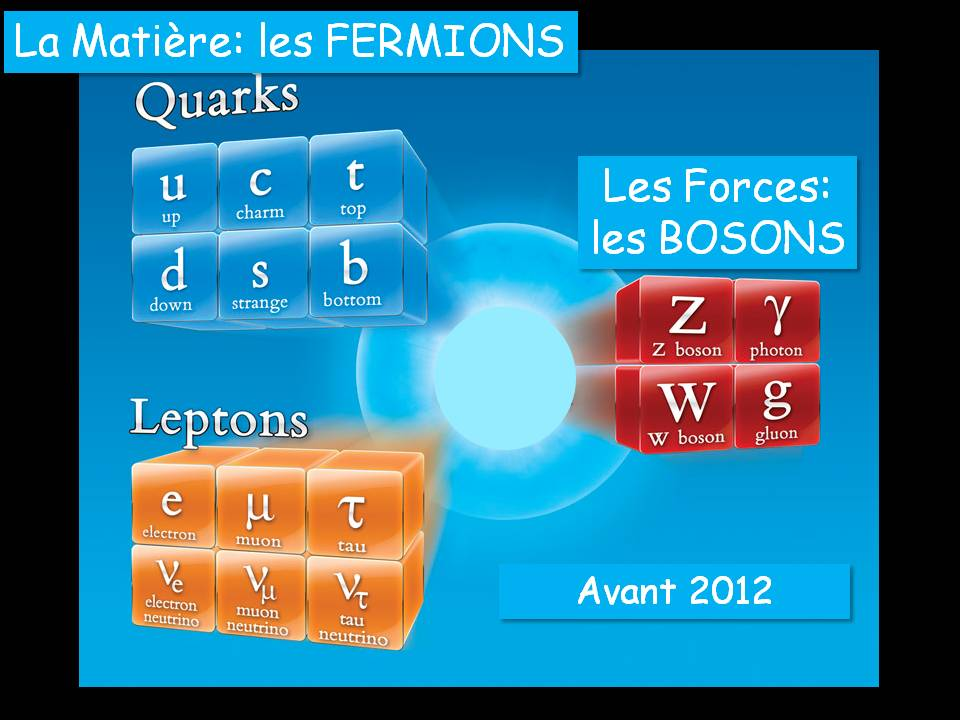 La Matière: les FERMIONS
Quarks
u
up
c
charm
t
top
d
down
s
strange
b
bottom
Les Forces:
les BOSONS
Z
Z boson
γ
photon
W
W boson
g
gluon
Leptons
e
electron
μ
muon
τ
tau
νe
electron
neutrino
νμ
muon
neutrino
ντ
tau
neutrino
Avant 2012